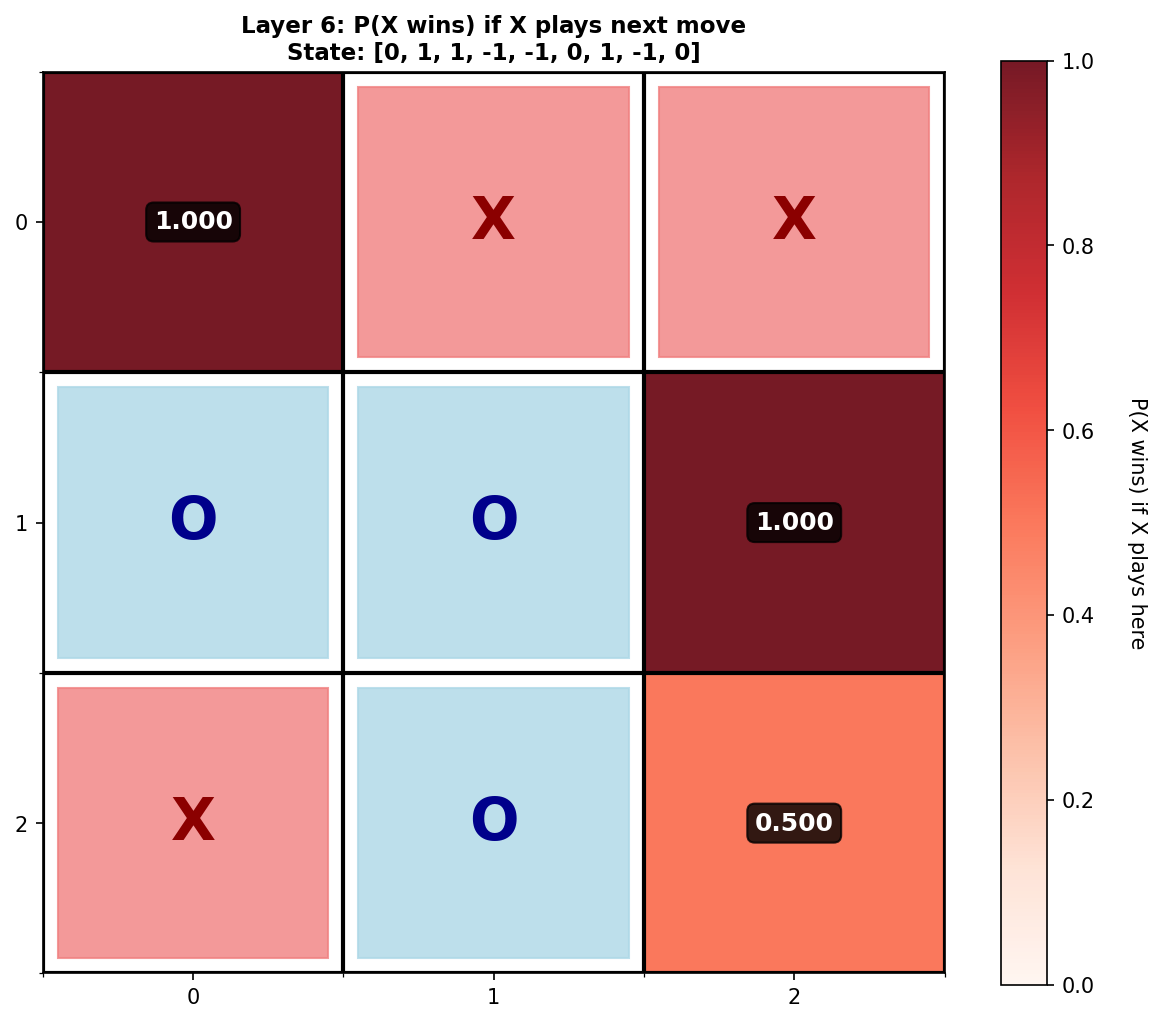 Layer 6: P(X wins) if X plays next move
State: [0, 1, 1, -1, -1, 0, 1, -1, 0]
0
1.000
X
X
1
O
O
1.000
2
X
O
0.500
0
1
2
1.0
0.8
0.6
0.4
0.2
0.0
P(X wins) if X plays here